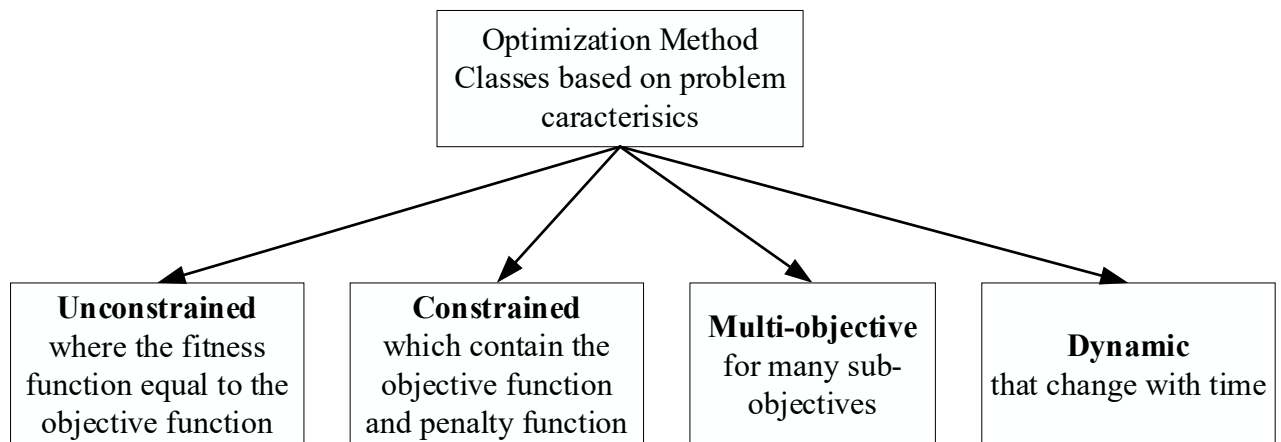 Optimization Method
Classes based on problem
caracterisics
Unconstrained
where the fitness
function equal to the
objective function
Constrained
which contain the
objective function
and penalty function
Multi-objective
for many sub-
objectives
Dynamic
that change with time